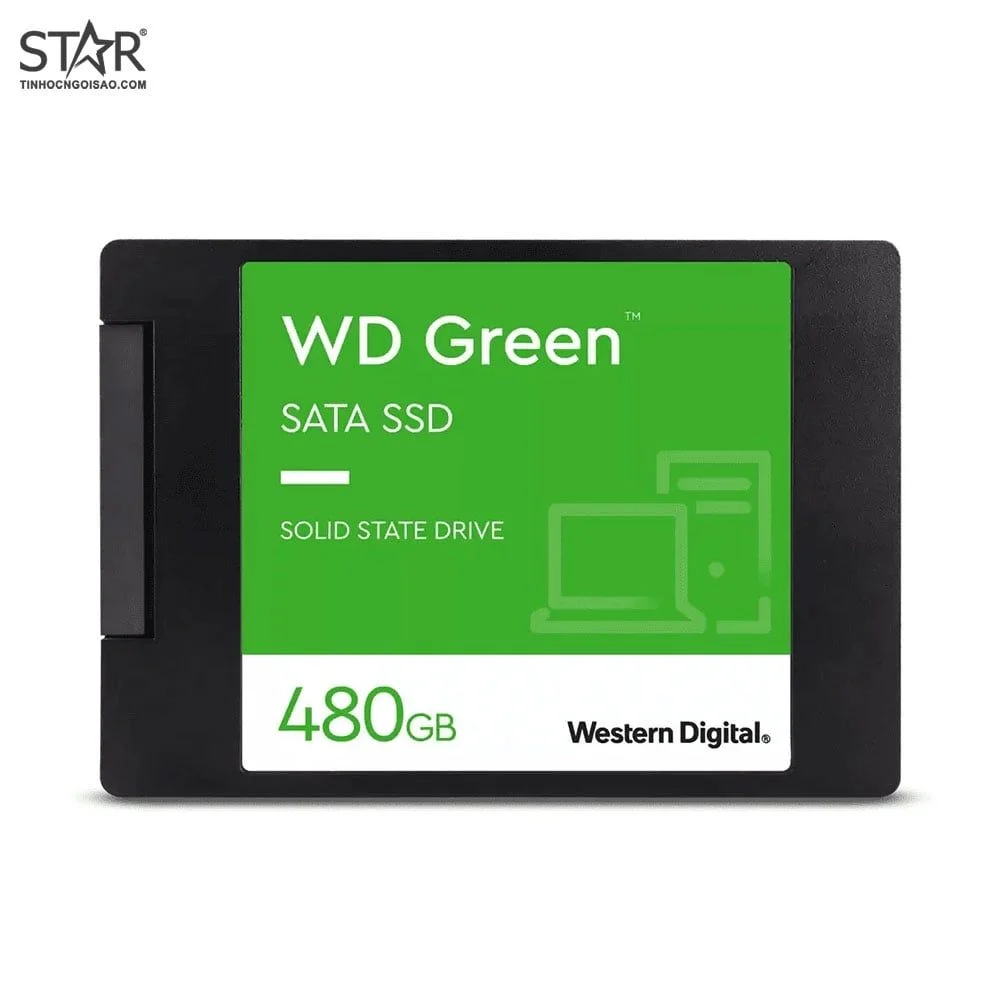 STAR®
TINHOCNGOISAO.COM
WD Green™
SATA SSD
SOLID STATE DRIVE
480GB
Western Digital®